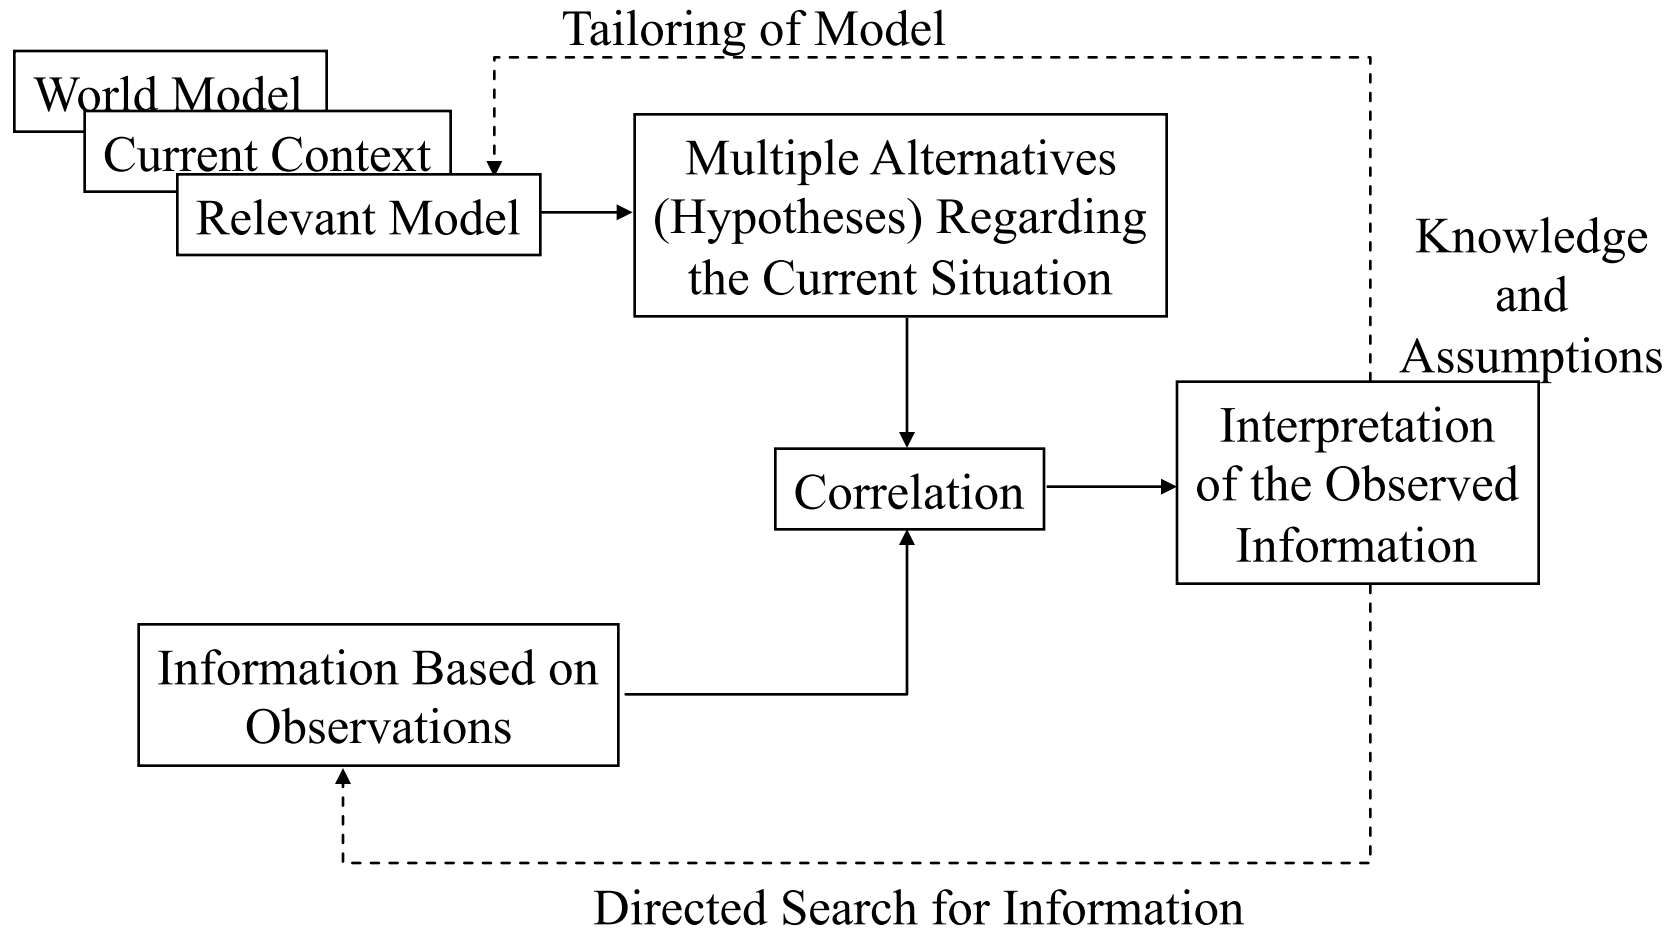 Tailoring of Model
World Model
Current Context
Relevant Model
Multiple Alternatives
(Hypotheses) Regarding
the Current Situation
Knowledge
and
Assumptions
Interpretation
of the Observed
Information
Correlation
Information Based on
Observations
Directed Search for Information